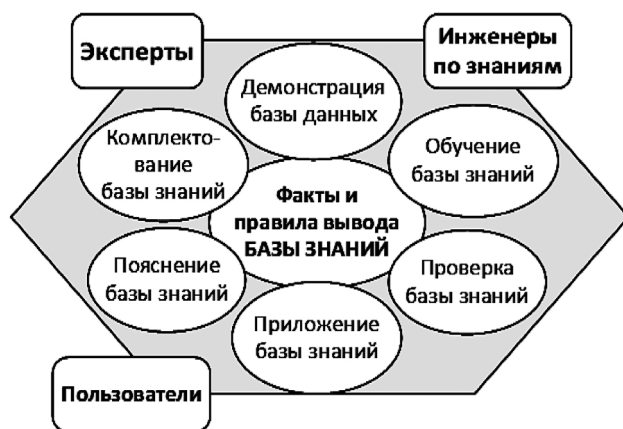 Эксперты
Инженеры
по знаниям
Демонстрация
базы данных
Комплекто-
вание
базы знаний
Обучение
базы знаний
Факты и
правила вывода
БАЗЫ ЗНАНИЙ
Пояснение
базы знаний
Проверка
базы знаний
Приложение
базы знаний
Пользователи